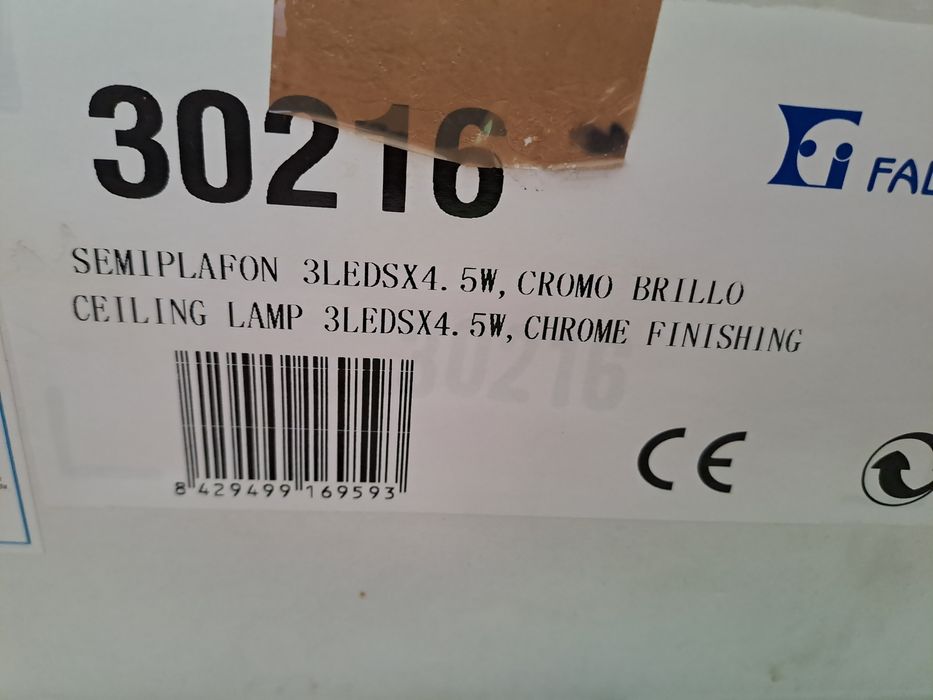 30216
FA
SEMIPLAFON 3LEDSX4.5W, CROMO BRILLO
CEILING LAMP 3LEDSX4.5W, CHROME FINISHING
30216
CE
8 429499 169593